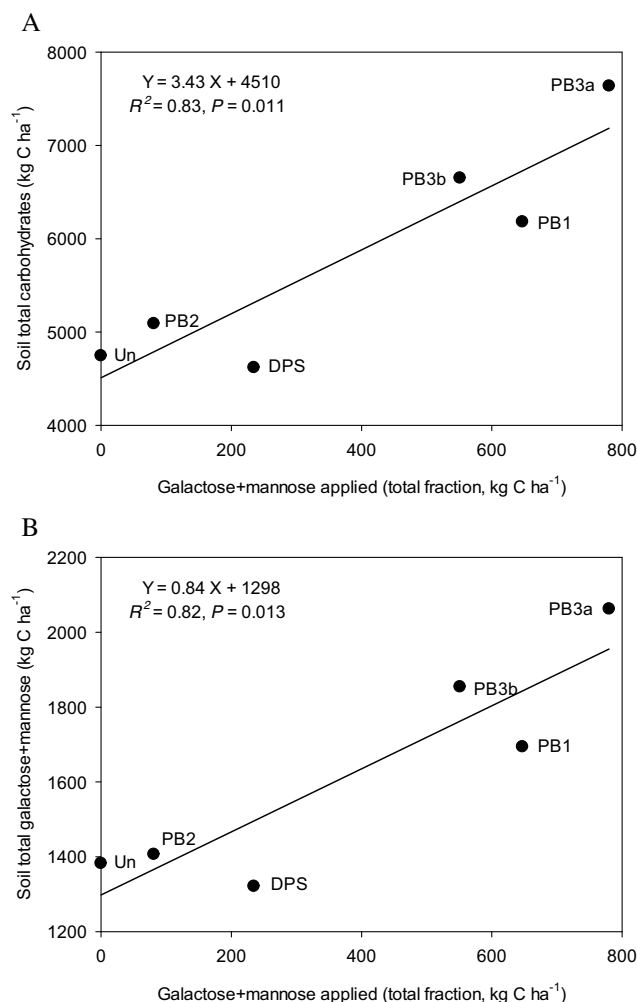 A
8000
7000
6000
5000
4000
Soil total carbohydrates (kg C ha⁻¹)
Y = 3.43 X + 4510
R² = 0.83, P = 0.011
PB3a
PB3b
PB1
PB2
Un
DPS
0 200 400 600 800
Galactose+mannose applied (total fraction, kg C ha⁻¹)
B
2200
2000
1800
1600
1400
1200
Soil total galactose+mannose (kg C ha⁻¹)
Y = 0.84 X + 1298
R² = 0.82, P = 0.013
PB3a
PB3b
PB1
PB2
Un
DPS
0 200 400 600 800
Galactose+mannose applied (total fraction, kg C ha⁻¹)